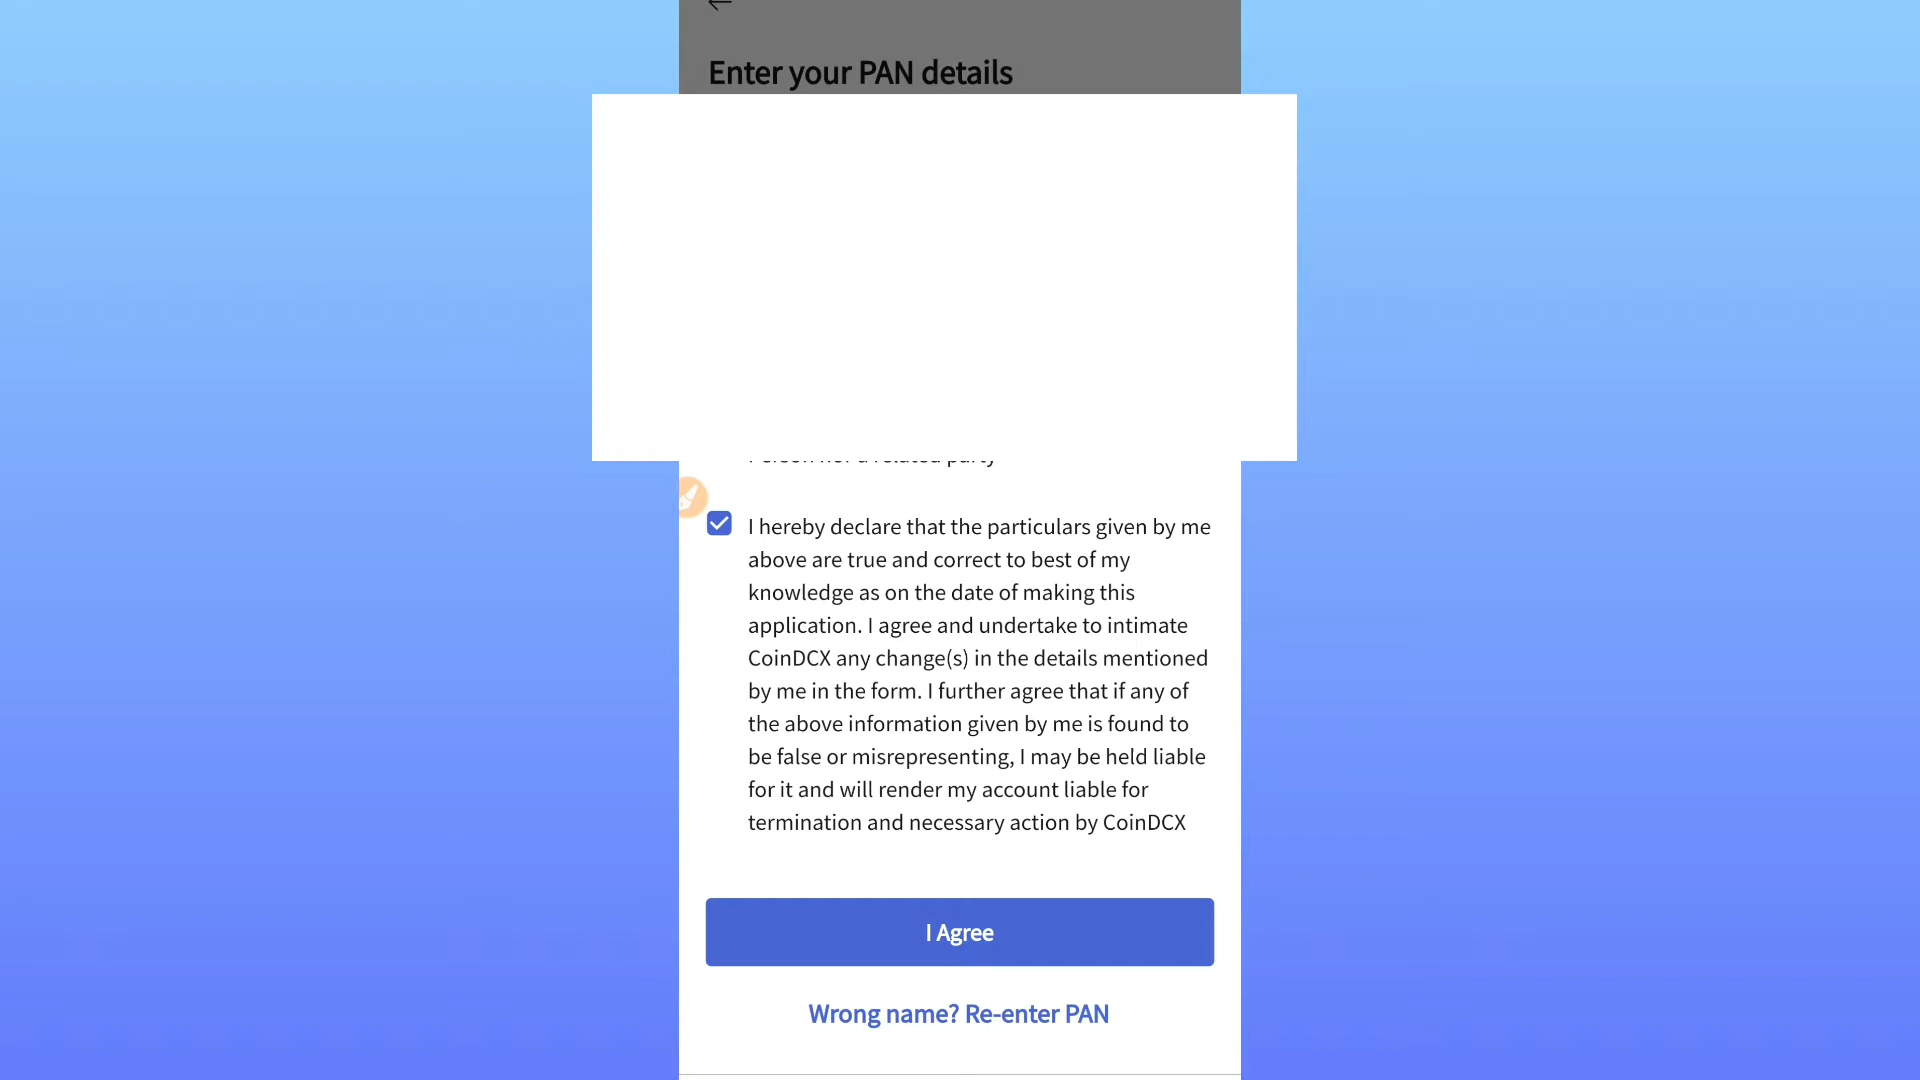 Enter your PAN details
I hereby declare that the particulars given by me
above are true and correct to best of my
knowledge as on the date of making this
application. I agree and undertake to intimate
CoinDCX any change(s) in the details mentioned
by me in the form. I further agree that if any of
the above information given by me is found to
be false or misrepresenting, I may be held liable
for it and will render my account liable for
termination and necessary action by CoinDCX
I Agree
Wrong name? Re-enter PAN